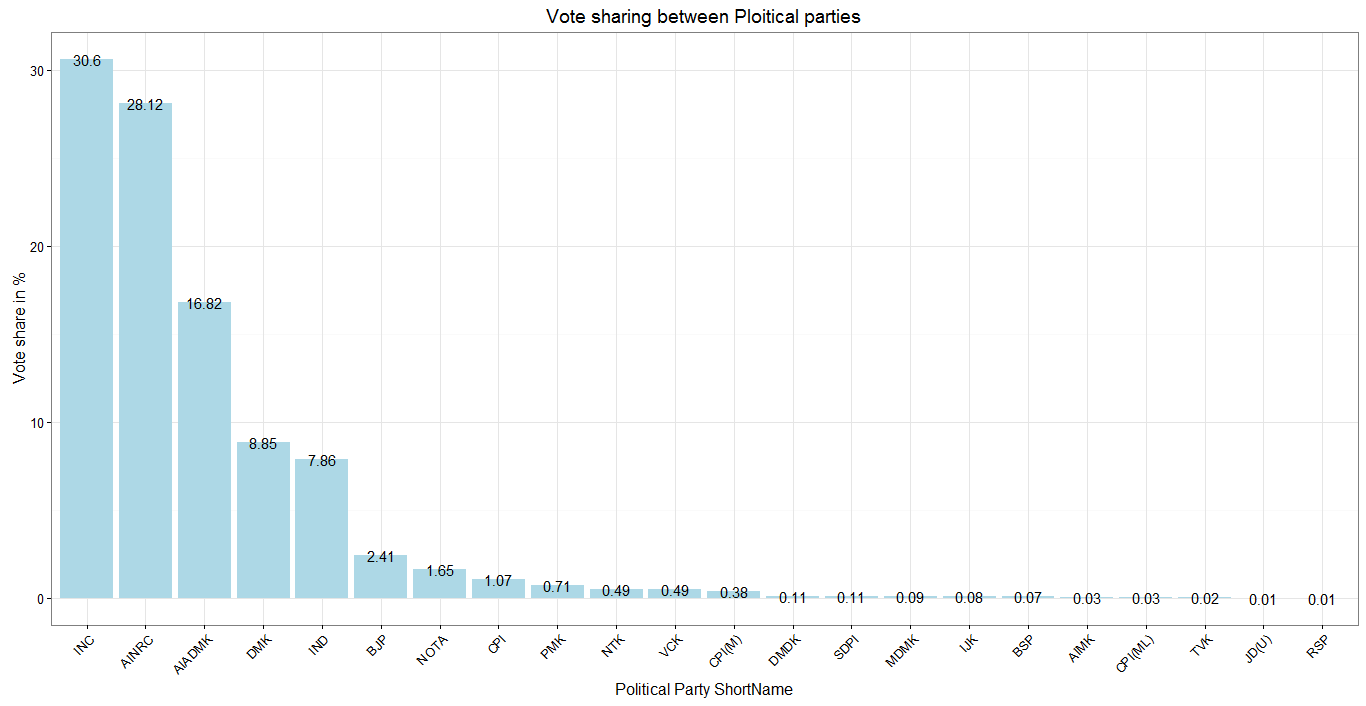 Vote sharing between Ploitical parties
Vote share in %
30
20
10
0
30.6
28.12
16.82
8.85
7.86
2.41
1.65
1.07
0.71
0.49
0.49
0.38
0.11
0.11
0.09
0.08
0.07
0.03
0.03
0.02
0.01
0.01
INC
AINRC
AIADMK
DMK
IND
BJP
NOTA
CPI
PMK
NTK
VCK
CPI(M)
DMDK
SDPI
MDMK
IJK
BSP
AIMK
CPI(ML)
TVK
JD(U)
RSP
Political Party ShortName